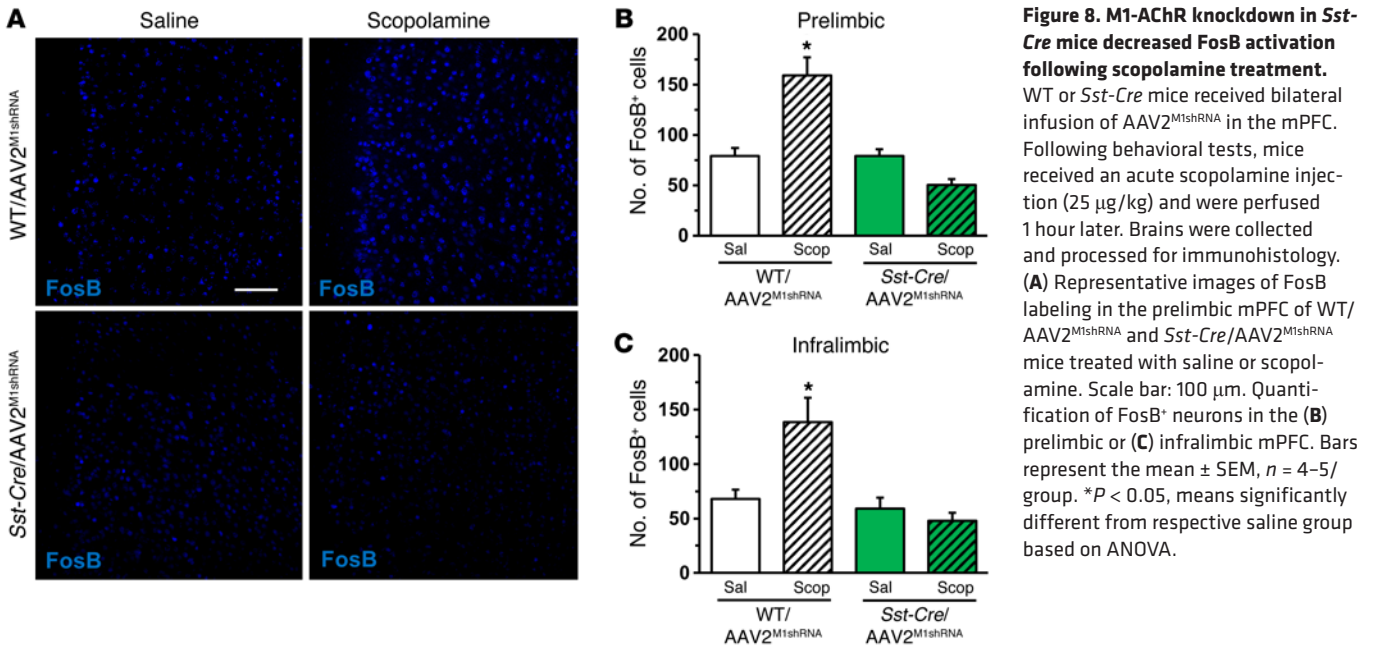 A
Saline
Scopolamine
WT/AAV2M1shRNA
FosB
FosB
Sst-Cre/AAV2M1shRNA
FosB
FosB
B
Prelimbic
No. of FosB+ cells
200
150
100
50
0
*
Sal
Scop
Sal
Scop
WT/
AAV2M1shRNA
Sst-Cre/
AAV2M1shRNA
C
Infralimbic
No. of FosB+ cells
200
150
100
50
0
*
Sal
Scop
Sal
Scop
WT/
AAV2M1shRNA
Sst-Cre/
AAV2M1shRNA
Figure 8. M1-AChR knockdown in Sst-
Cre mice decreased FosB activation
following scopolamine treatment.
WT or Sst-Cre mice received bilateral
infusion of AAV2M1shRNA in the mPFC.
Following behavioral tests, mice
received an acute scopolamine injec-
tion (25 μg/kg) and were perfused
1 hour later. Brains were collected
and processed for immunohistology.
(A) Representative images of FosB
labeling in the prelimbic mPFC of WT/
AAV2M1shRNA and Sst-Cre/AAV2M1shRNA
mice treated with saline or scopol-
amine. Scale bar: 100 μm. Quanti-
fication of FosB+ neurons in the (B)
prelimbic or (C) infralimbic mPFC. Bars
represent the mean ± SEM, n = 4–5/
group. *P < 0.05, means significantly
different from respective saline group
based on ANOVA.